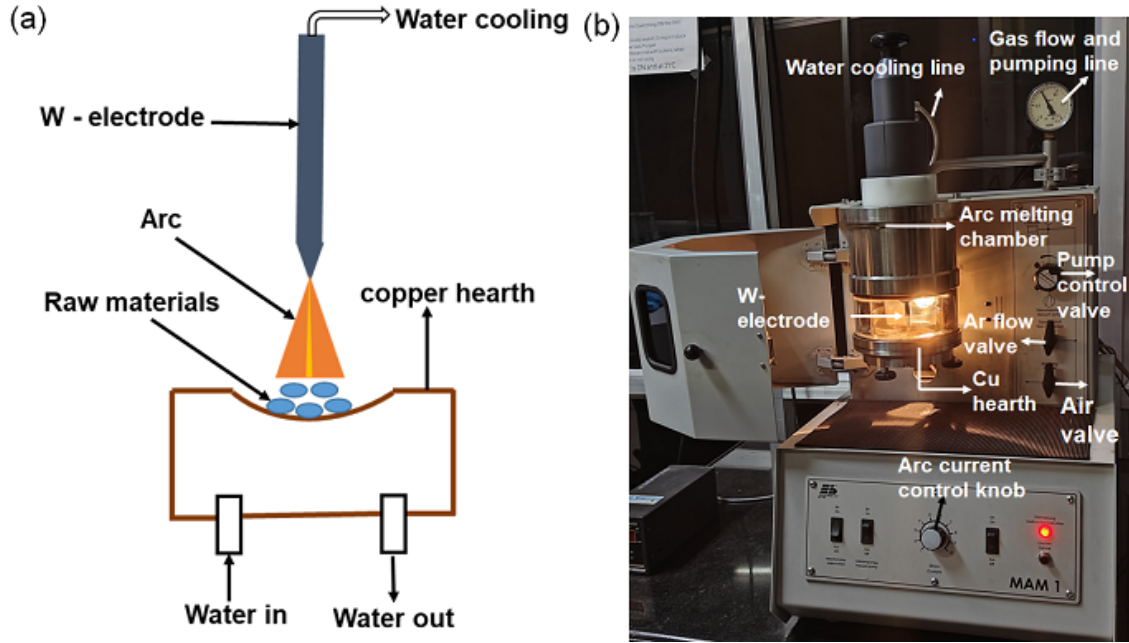 (a)
Water cooling
W - electrode
Arc
Raw materials
copper hearth
Water in
Water out
(b)
Gas flow and
pumping line
Water cooling line
Arc melting
chamber
Pump
control
valve
W-
electrode
Ar flow
valve
Cu
hearth
Air
valve
Arc current
control knob
MAM 1